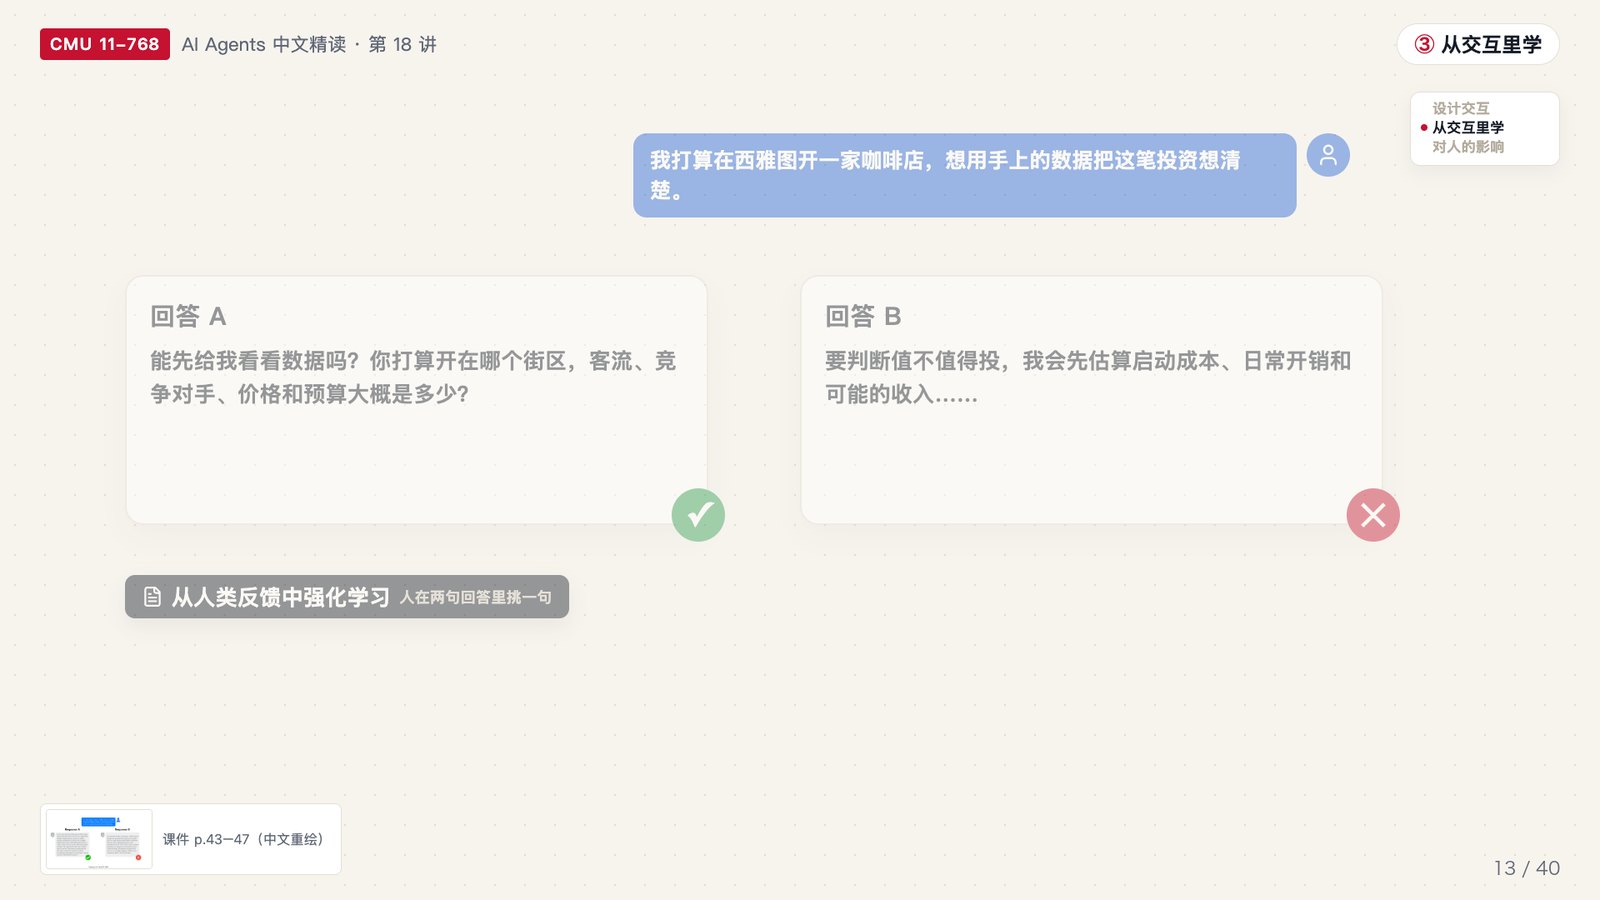 CMU 11-768 AI Agents 中文精读 · 第 18 讲
③ 从交互里学
设计交互
从交互里学
对人的影响
我打算在西雅图开一家咖啡店，想用手上的数据把这笔投资想清
楚。
回答 A
能先给我看看数据吗？你打算开在哪个街区，客流、竞
争对手、价格和预算大概是多少？
回答 B
要判断值不值得投，我会先估算启动成本、日常开销和
可能的收入……
从人类反馈中强化学习 人在两句回答里挑一句
课件 p.43—47（中文重绘）
13 / 40